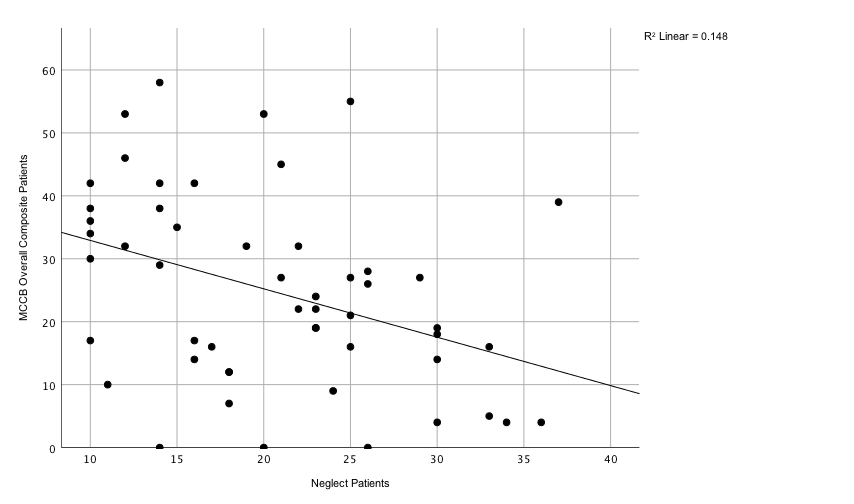 R² Linear = 0.148
60
50
40
30
20
10
0
MCCB Overall Composite Patients
10 15 20 25 30 35 40
Neglect Patients